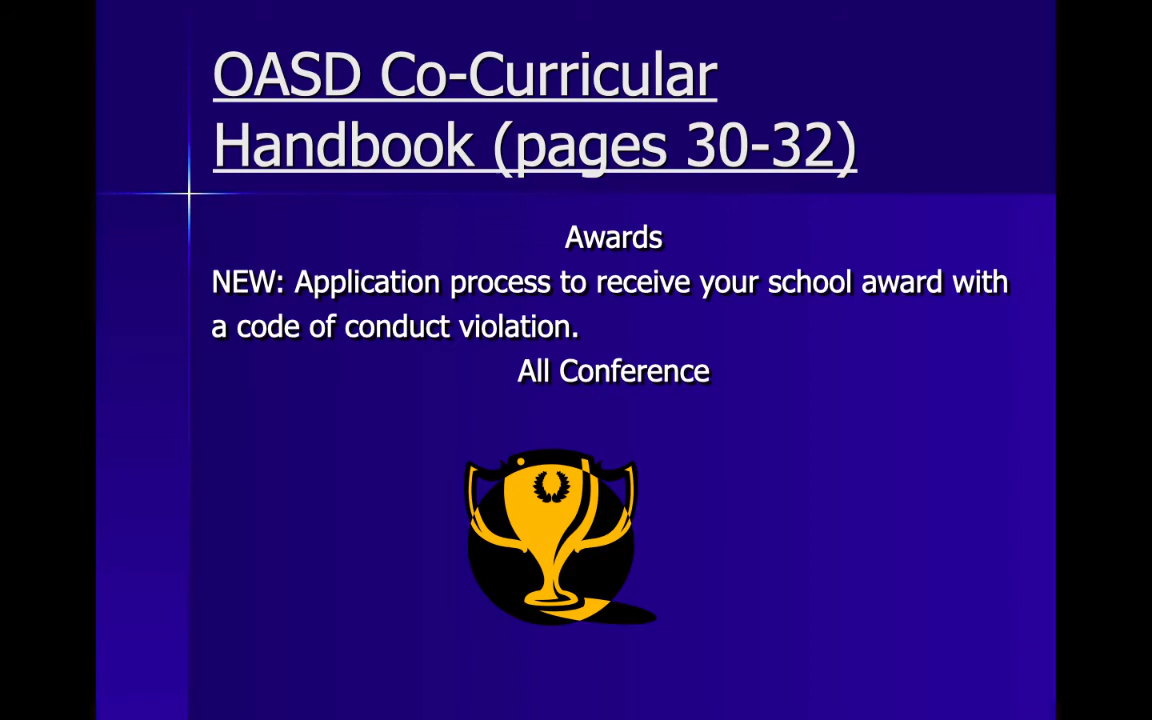 OASD Co-Curricular
Handbook (pages 30-32)
Awards
NEW: Application process to receive your school award with
a code of conduct violation.
All Conference